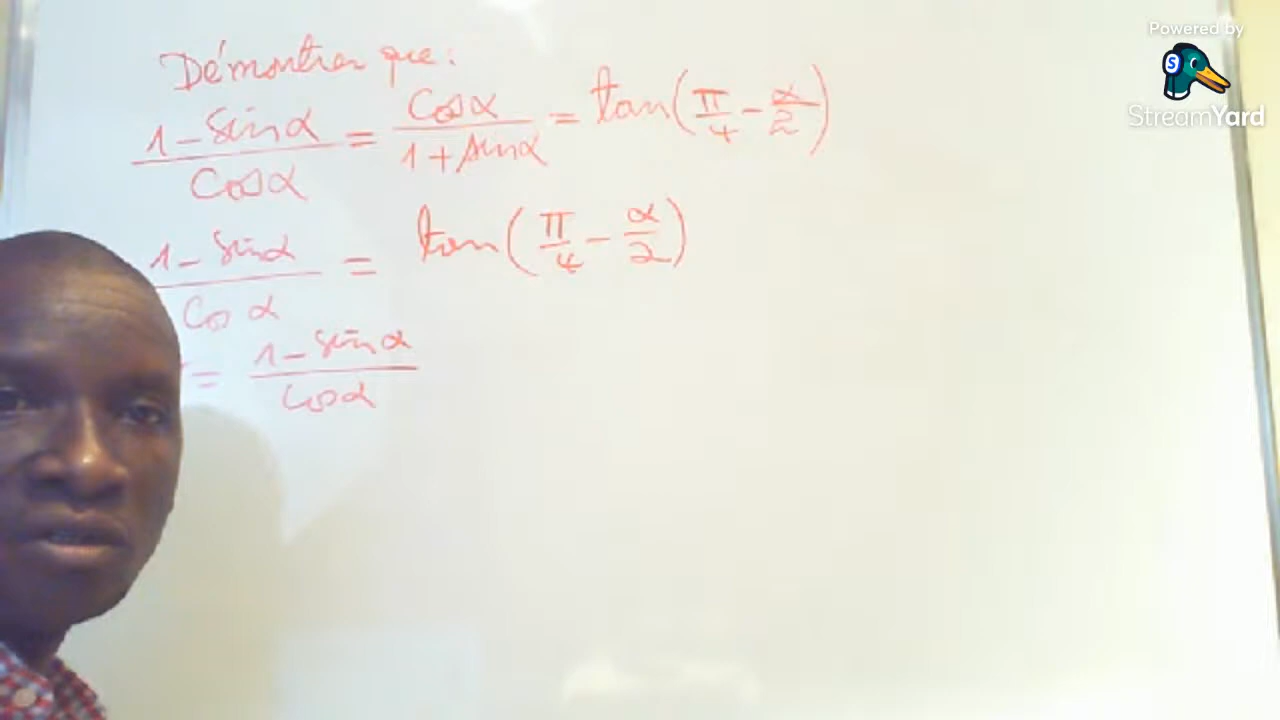 Démontrer que:
1 - sin α / cos α = cos α / 1 + sin α = tan(π/4 - α/2)
1 - sin α / cos α = tan(π/4 - α/2)
= 1 - sin α / cos α
Powered by
StreamYard